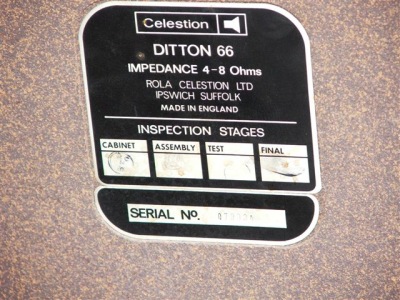 Celestion
DITTON 66
IMPEDANCE 4-8 Ohms
ROLA CELESTION LTD
IPSWICH SUFFOLK
MADE IN ENGLAND
INSPECTION STAGES
CABINET ASSEMBLY TEST FINAL
SERIAL No.